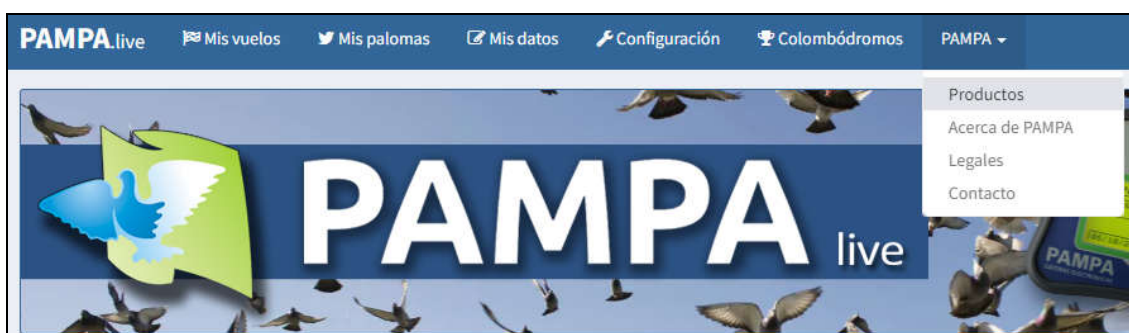 PAMPA.live Mis vuelos Mis palomas Mis datos Configuración Colombódromos PAMPA
Productos
Acerca de PAMPA
Legales
Contacto
PAMPA live
PAMPA